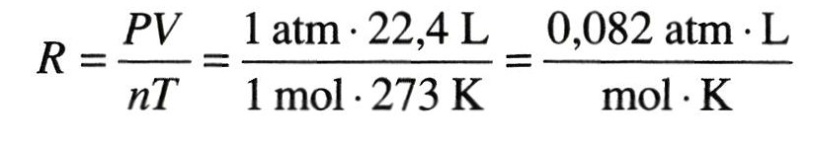 R = PV / nT = 1 atm · 22,4 L / 1 mol · 273 K = 0,082 atm · L / mol · K